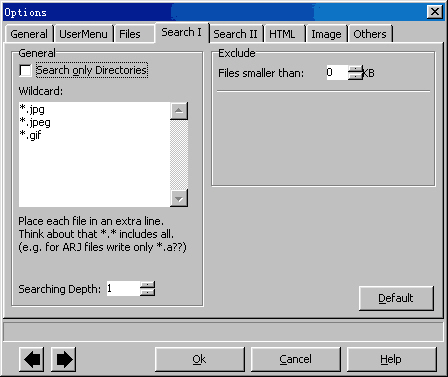 Options
General UserMenu Files Search I Search II HTML Image Others
General
Search only Directories
Wildcard:
*.jpg
*.jpeg
*.gif
Place each file in an extra line.
Think about that *.* includes all.
(e.g. for ARJ files write only *.a??)
Searching Depth: 1
Exclude
Files smaller than: 0 KB
Default
Ok Cancel Help